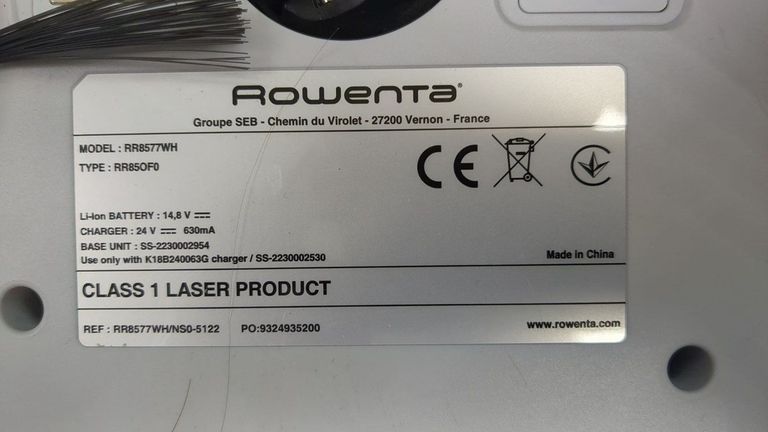 Rowenta®
Groupe SEB - Chemin du Virolet - 27200 Vernon - France
MODEL : RR8577WH
TYPE : RR85OF0
CE
Li-Ion BATTERY : 14,8 V
CHARGER : 24 V 630mA
BASE UNIT : SS-2230002954
Use only with K18B240063G charger / SS-2230002530
Made in China
CLASS 1 LASER PRODUCT
REF : RR8577WH/NS0-5122 PO:9324935200
www.rowenta.com